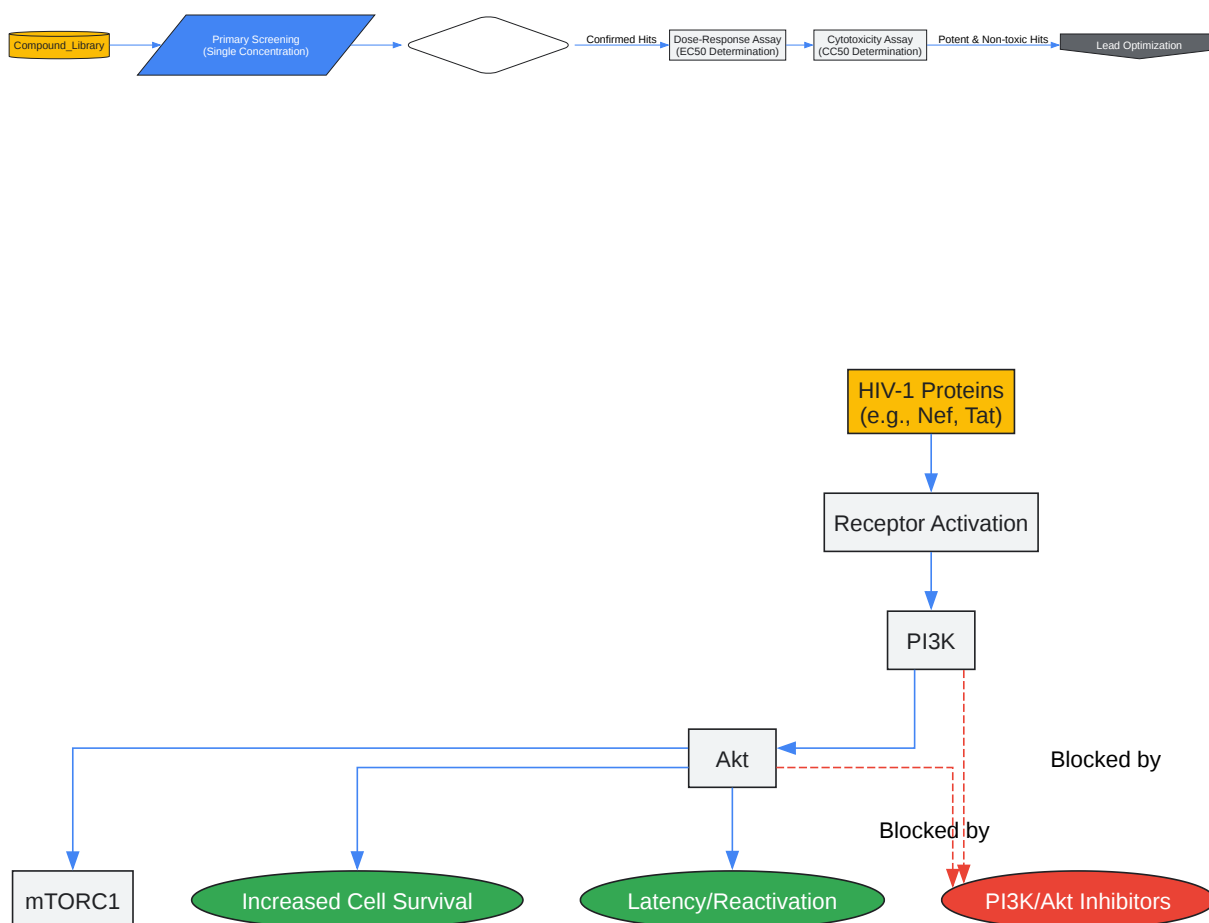 Compound_Library
Primary Screening
(Single Concentration)
Confirmed Hits
Dose-Response Assay
(EC50 Determination)
Cytotoxicity Assay
(CC50 Determination)
Potent & Non-toxic Hits
Lead Optimization
HIV-1 Proteins
(e.g., Nef, Tat)
Receptor Activation
PI3K
Akt
Blocked by
Blocked by
mTORC1
Increased Cell Survival
Latency/Reactivation
PI3K/Akt Inhibitors